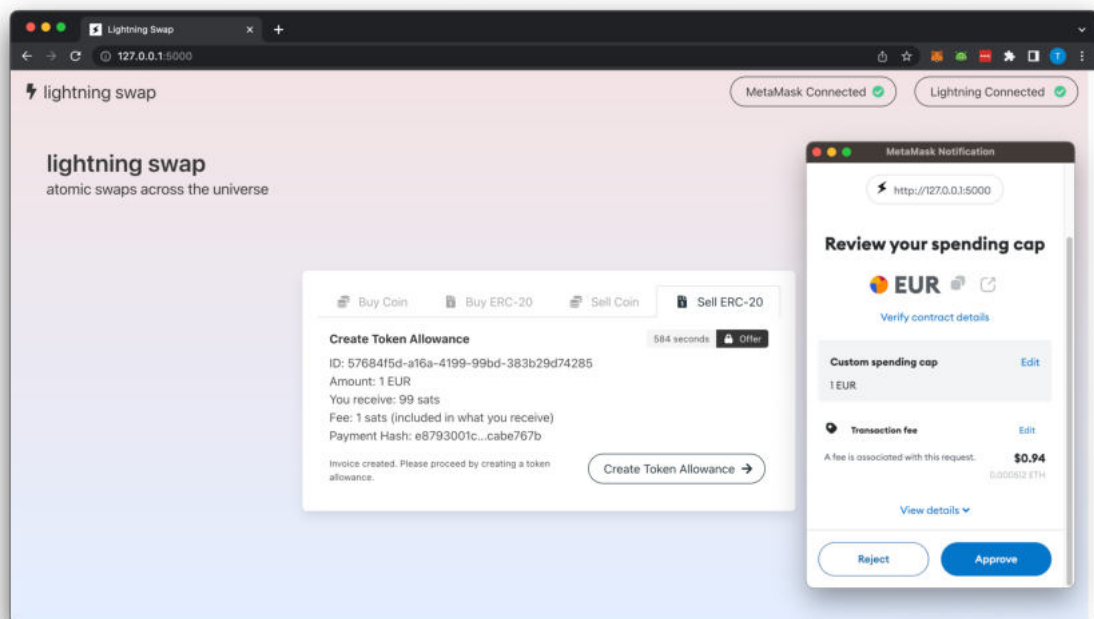 Lightning Swap
127.0.0.1:5000
lightning swap
MetaMask Connected
Lightning Connected
lightning swap
atomic swaps across the universe
Buy Coin
Buy ERC-20
Sell Coin
Sell ERC-20
Create Token Allowance
584 seconds
Offer
ID: 57684f5d-a16a-4199-99bd-383b29d74285
Amount: 1 EUR
You receive: 99 sats
Fee: 1 sats (included in what you receive)
Payment Hash: e8793001c...cabe767b
Invoice created. Please proceed by creating a token
allowance.
Create Token Allowance
MetaMask Notification
http://127.0.0.1:5000
Review your spending cap
EUR
Verify contract details
Custom spending cap
Edit
1 EUR
Transaction fee
Edit
A fee is associated with this request.
$0.94
0.000512 ETH
View details
Reject
Approve